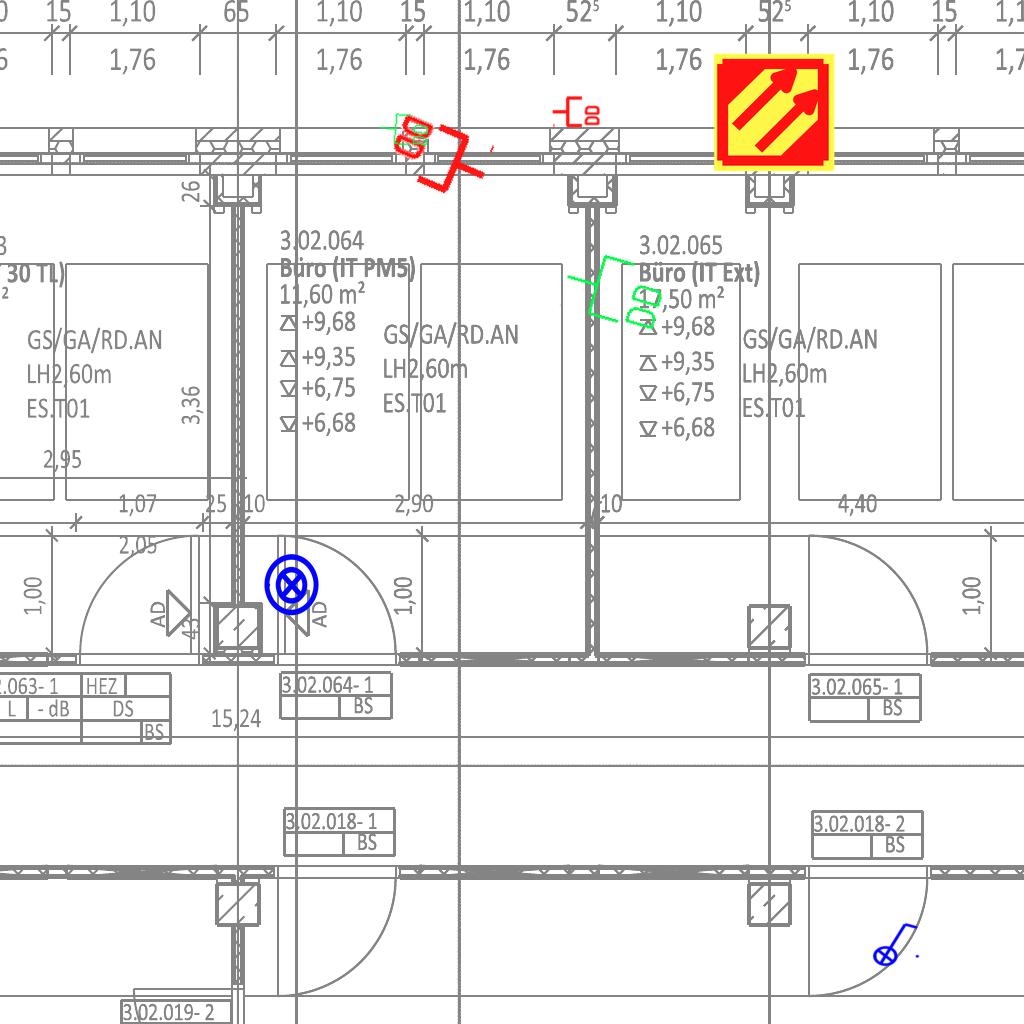 15 65 1,10 15 1,10 52⁵ 1,10 52⁵ 1,10 15
1,76 1,76 1,76 1,76 1,76
26
3.02.064
Büro (IT PM5)
11,60 m²
+9,68
+9,35
+6,75
+6,68
3.02.065
Büro (IT Ext)
,50 m²
+9,68
+9,35
+6,75
+6,68
30 TL)
GS/GA/RD.AN
LH2,60m
ES.T01
GS/GA/RD.AN
LH2,60m
ES.T01
GS/GA/RD.AN
LH2,60m
ES.T01
3,36
2,95
1,07 25 10 2,90 10 4,40
2,05
1,00 AD 43 AD 1,00 1,00
.063- 1 HEZ
L - dB DS
BS
3.02.064- 1
BS
3.02.065- 1
BS
15,24
3.02.018- 1
BS
3.02.018- 2
BS
3.02.019- 2